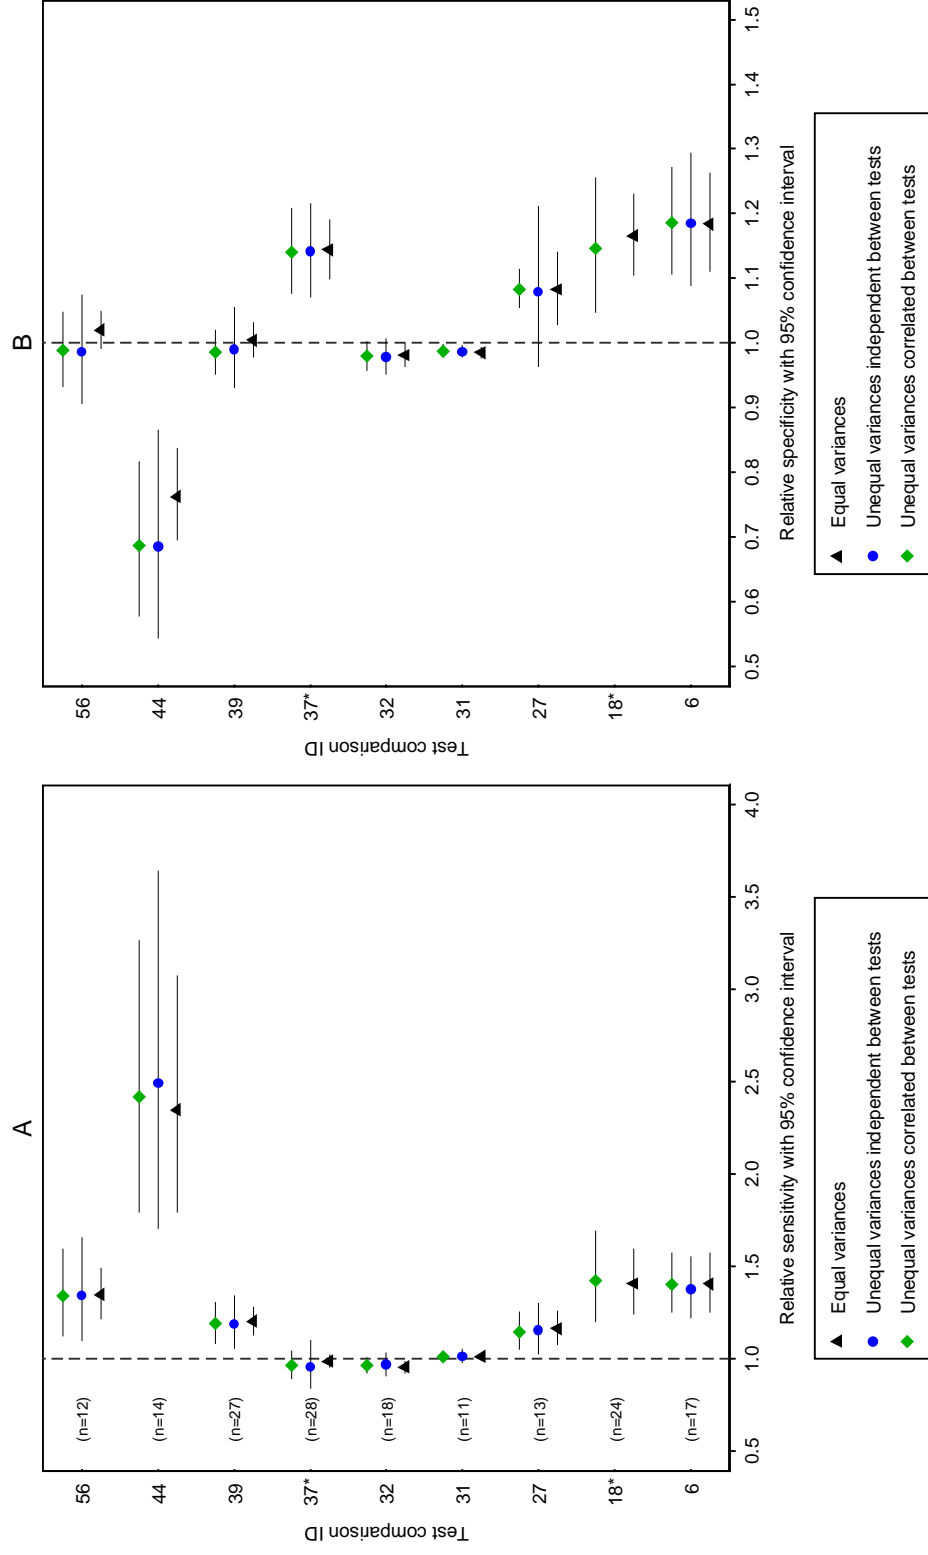 A
Test comparison ID
56
44
39
37*
32
31
27
18*
6
(n=12)
(n=14)
(n=27)
(n=28)
(n=18)
(n=11)
(n=13)
(n=24)
(n=17)
0.5 1.0 1.5 2.0 2.5 3.0 3.5 4.0
Relative sensitivity with 95% confidence interval
Equal variances
Unequal variances independent between tests
Unequal variances correlated between tests
B
Test comparison ID
56
44
39
37*
32
31
27
18*
6
0.5 0.6 0.7 0.8 0.9 1.0 1.1 1.2 1.3 1.4 1.5
Relative specificity with 95% confidence interval
Equal variances
Unequal variances independent between tests
Unequal variances correlated between tests